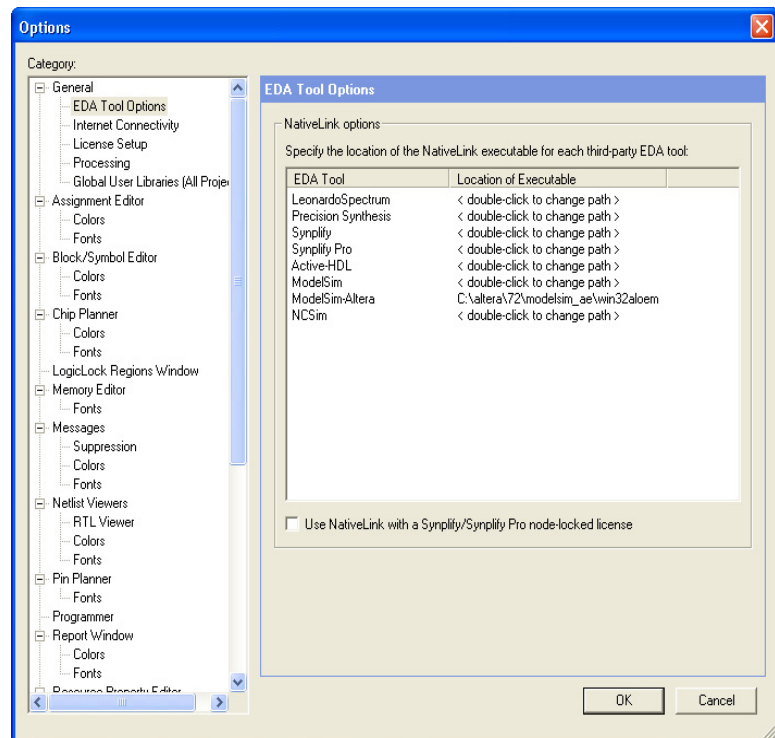 Options
Category:
General
EDA Tool Options
Internet Connectivity
License Setup
Processing
Global User Libraries (All Proje
Assignment Editor
Colors
Fonts
Block/Symbol Editor
Colors
Fonts
Chip Planner
Colors
Fonts
LogicLock Regions Window
Memory Editor
Fonts
Messages
Suppression
Colors
Fonts
Netlist Viewers
RTL Viewer
Colors
Fonts
Pin Planner
Fonts
Programmer
Report Window
Colors
Fonts
Resource Property Editor
EDA Tool Options
NativeLink options
Specify the location of the NativeLink executable for each third-party EDA tool:
EDA Tool Location of Executable
LeonardoSpectrum < double-click to change path >
Precision Synthesis < double-click to change path >
Synplify < double-click to change path >
Synplify Pro < double-click to change path >
Active-HDL < double-click to change path >
ModelSim < double-click to change path >
ModelSim-Altera C:\altera\72\modelsim_ae\win32aloem
NCSim < double-click to change path >
Use NativeLink with a Synplify/Synplify Pro node-locked license
OK Cancel